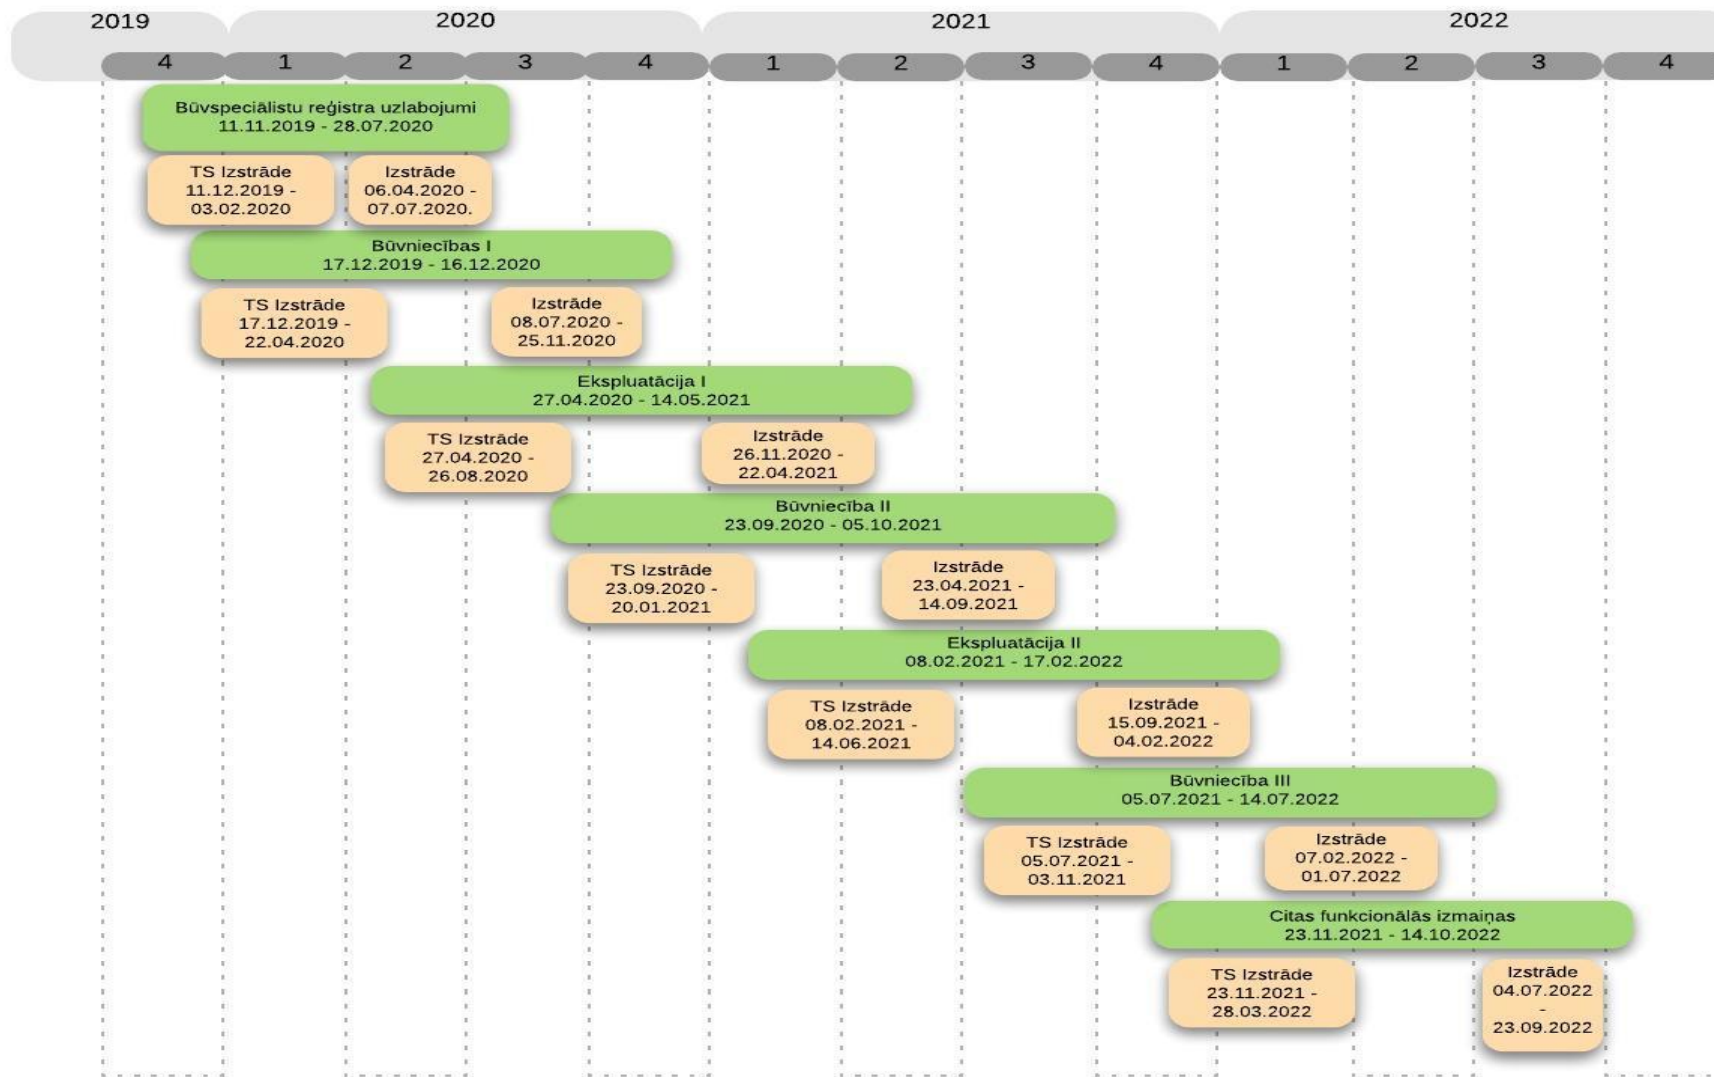 2019 2020 2021 2022
4 1 2 3 4 1 2 3 4 1 2 3 4
Būvspeciālistu reģistra uzlabojumi
11.11.2019 - 28.07.2020
TS Izstrāde
11.12.2019 -
03.02.2020
Izstrāde
06.04.2020 -
07.07.2020.
Būvniecības I
17.12.2019 - 16.12.2020
TS Izstrāde
17.12.2019 -
22.04.2020
Izstrāde
08.07.2020 -
25.11.2020
Ekspluatācija I
27.04.2020 - 14.05.2021
TS Izstrāde
27.04.2020 -
26.08.2020
Izstrāde
26.11.2020 -
22.04.2021
Būvniecība II
23.09.2020 - 05.10.2021
TS Izstrāde
23.09.2020 -
20.01.2021
Izstrāde
23.04.2021 -
14.09.2021
Ekspluatācija II
08.02.2021 - 17.02.2022
TS Izstrāde
08.02.2021 -
14.06.2021
Izstrāde
15.09.2021 -
04.02.2022
Būvniecība III
05.07.2021 - 14.07.2022
TS Izstrāde
05.07.2021 -
03.11.2021
Izstrāde
07.02.2022 -
01.07.2022
Citas funkcionālās izmaiņas
23.11.2021 - 14.10.2022
TS Izstrāde
23.11.2021 -
28.03.2022
Izstrāde
04.07.2022
-
23.09.2022